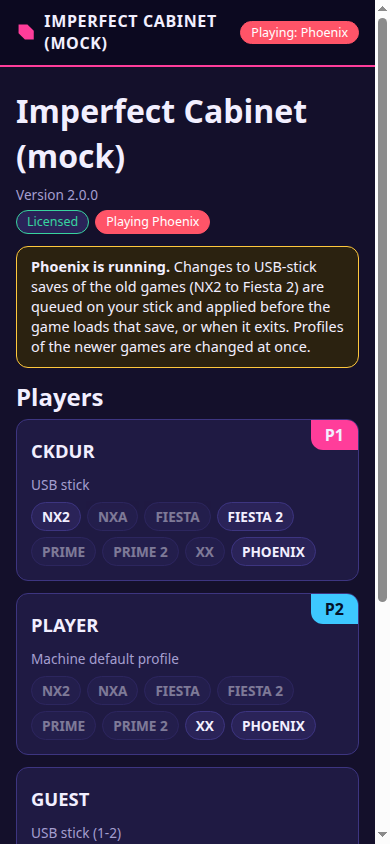 IMPERFECT CABINET
(MOCK)
Playing: Phoenix
Imperfect Cabinet
(mock)
Version 2.0.0
Licensed
Playing Phoenix
Phoenix is running. Changes to USB-stick
saves of the old games (NX2 to Fiesta 2) are
queued on your stick and applied before the
game loads that save, or when it exits. Profiles
of the newer games are changed at once.
Players
P1
CKDUR
USB stick
NX2 NXA FIESTA FIESTA 2
PRIME PRIME 2 XX PHOENIX
P2
PLAYER
Machine default profile
NX2 NXA FIESTA FIESTA 2
PRIME PRIME 2 XX PHOENIX
GUEST
USB stick (1-2)